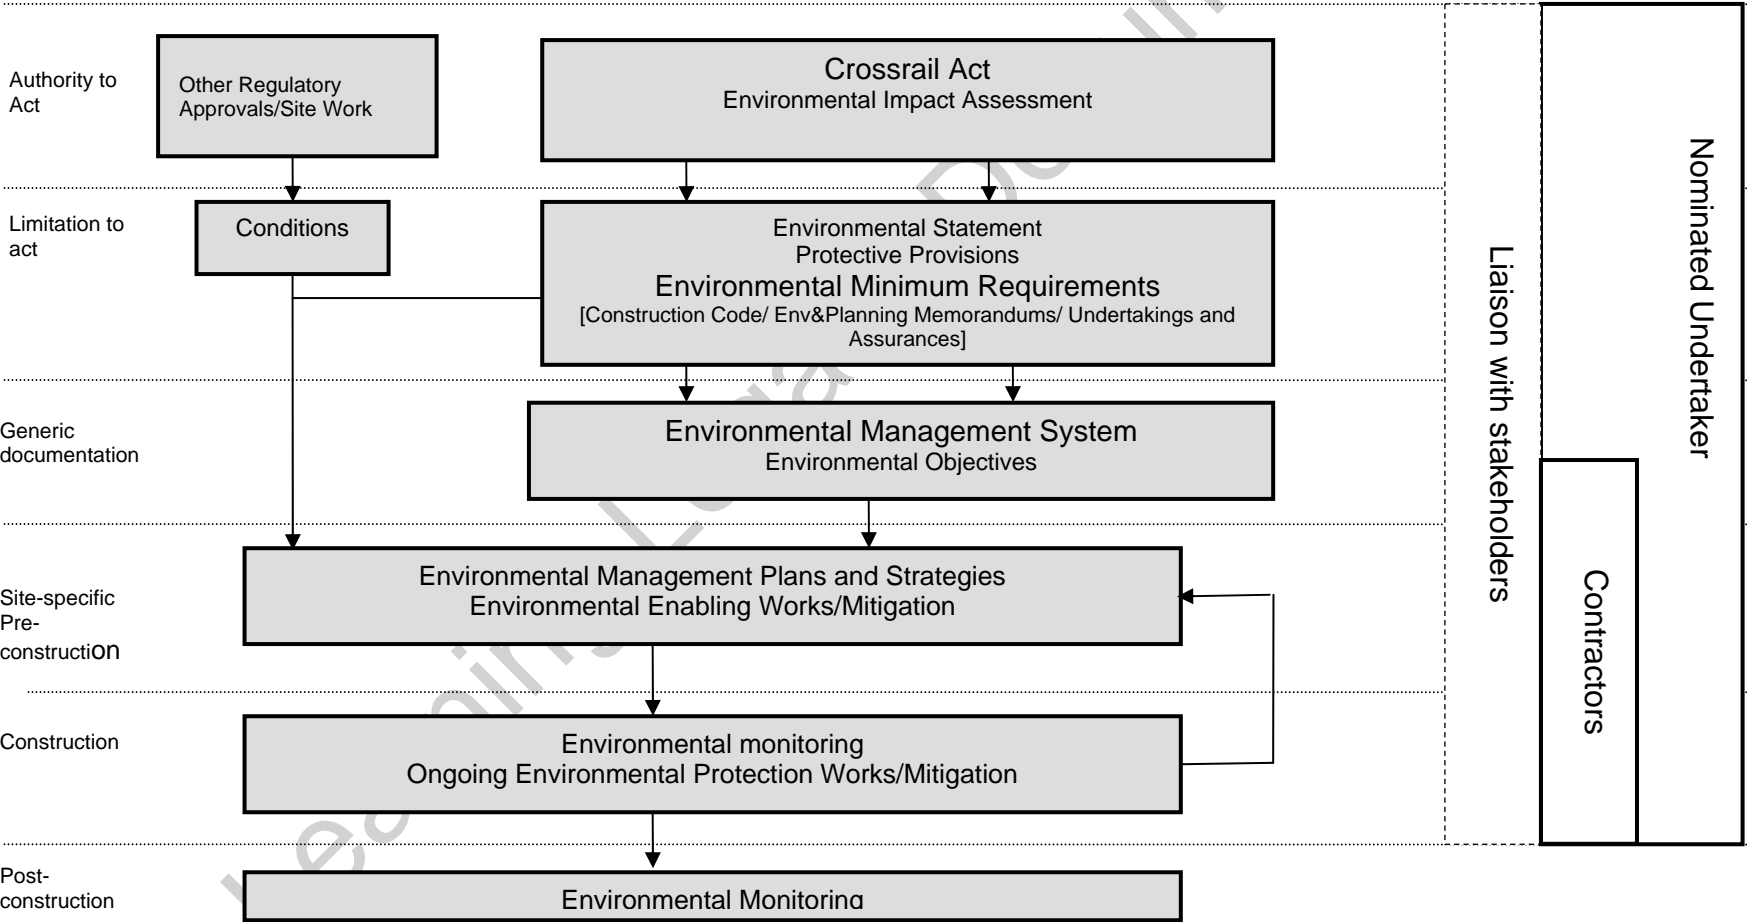 Authority to
Act
Other Regulatory
Approvals/Site Work
Crossrail Act
Environmental Impact Assessment
Limitation to
act
Conditions
Environmental Statement
Protective Provisions
Environmental Minimum Requirements
[Construction Code/ Env&Planning Memorandums/ Undertakings and
Assurances]
Generic
documentation
Environmental Management System
Environmental Objectives
Site-specific
Pre-
construction
Environmental Management Plans and Strategies
Environmental Enabling Works/Mitigation
Construction
Environmental monitoring
Ongoing Environmental Protection Works/Mitigation
Post-
construction
Environmental Monitoring
Liaison with stakeholders
Nominated Undertaker
Contractors